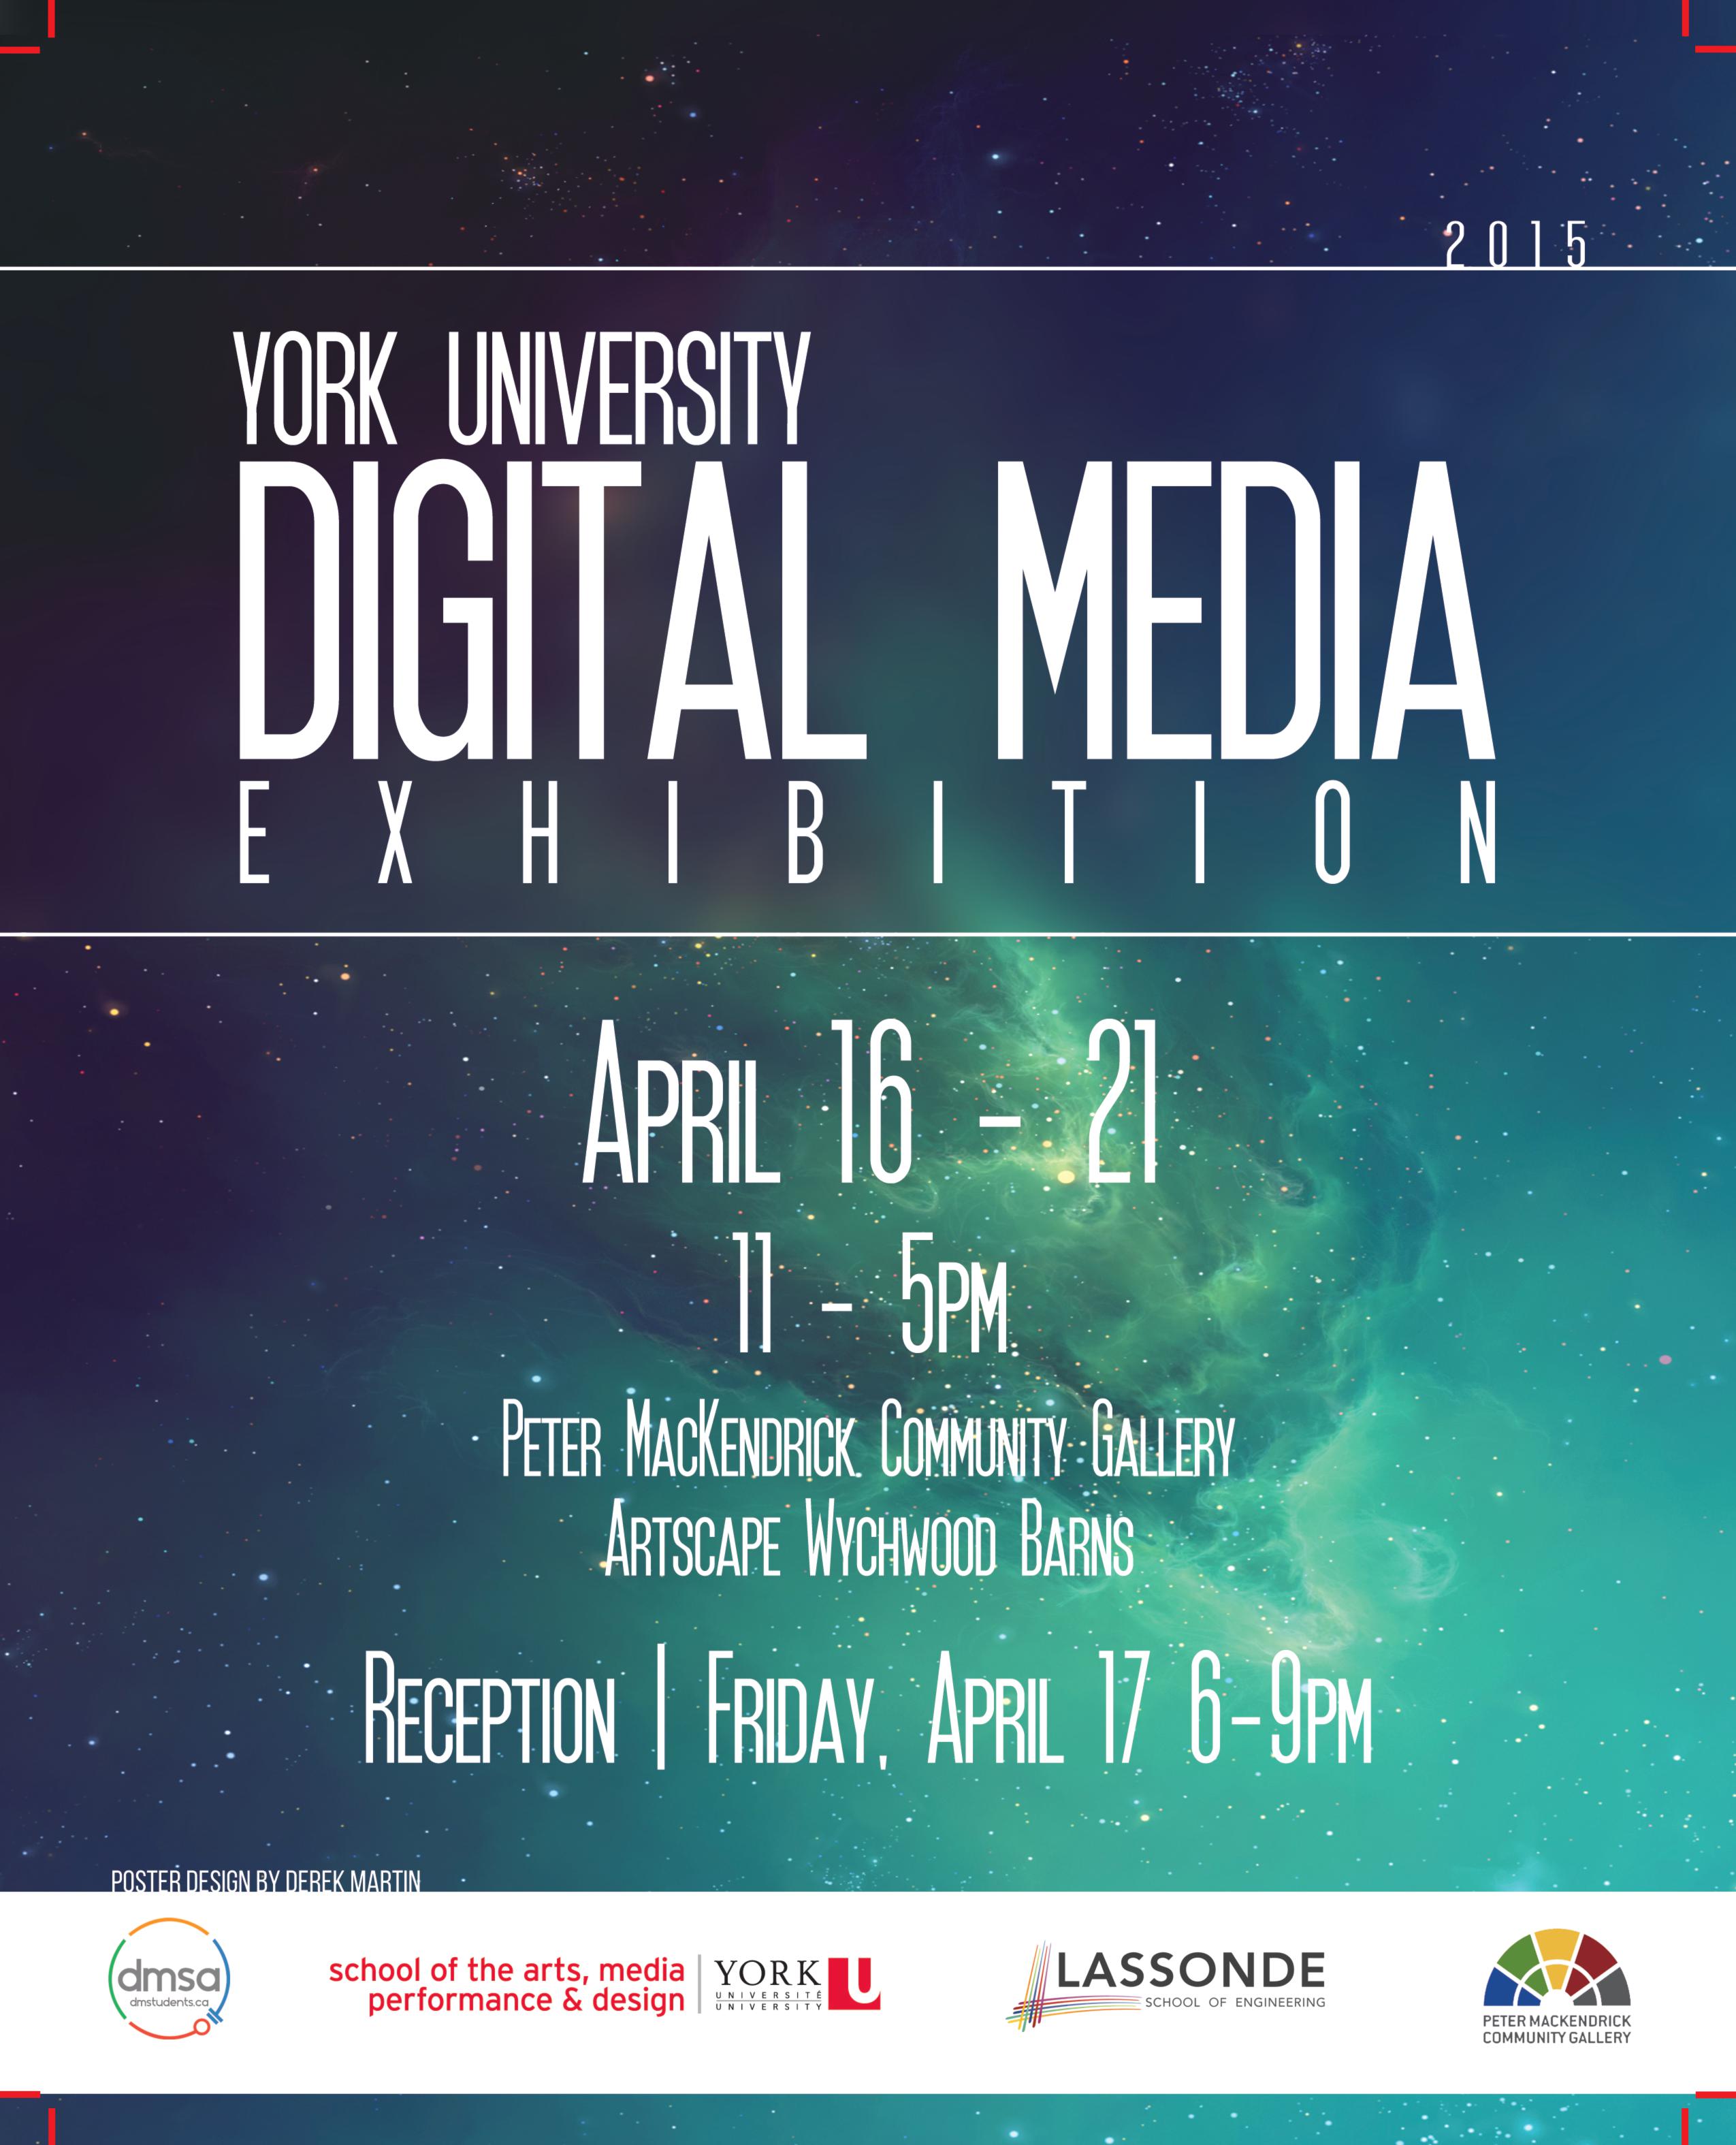 2015
YORK UNIVERSITY
DIGITAL MEDIA
EXHIBITION
April 16 - 21
11 - 5pm
Peter MacKendrick Community Gallery
Artscape Wychwood Barns
Reception | Friday, April 17 6-9pm
POSTER DESIGN BY DEREK MARTIN
dmsa
dmstudents.ca
school of the arts, media
performance & design
YORK
UNIVERSITÉ
UNIVERSITY
U
LASSONDE
SCHOOL OF ENGINEERING
PETER MACKENDRICK
COMMUNITY GALLERY